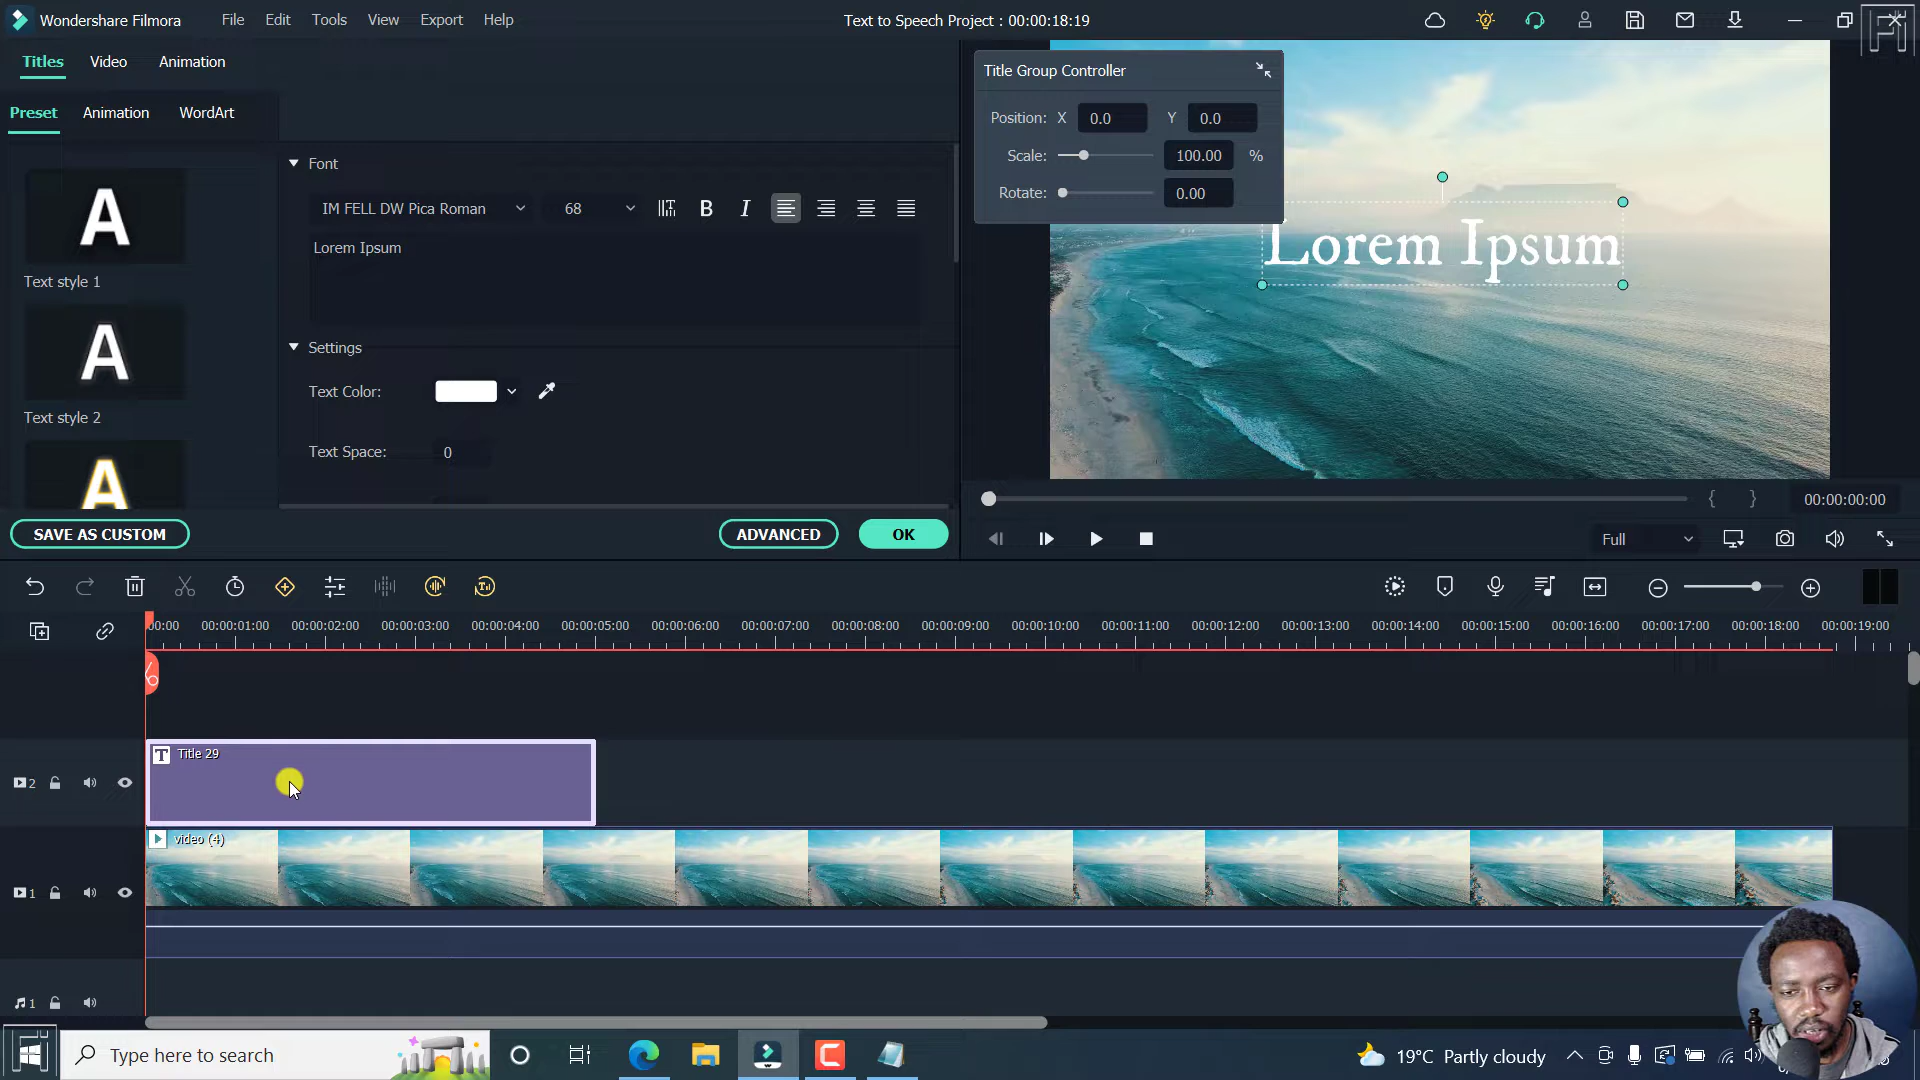 Wondershare Filmora File Edit Tools View Export Help Text to Speech Project : 00:00:18:19
Titles Video Animation
Preset Animation WordArt
Font
IM FELL DW Pica Roman 68 B I
Lorem Ipsum
A
Text style 1
A
Text style 2
A
Settings
Text Color:
Text Space: 0
SAVE AS CUSTOM ADVANCED OK
Title Group Controller
Position: X 0.0 Y 0.0
Scale: 100.00 %
Rotate: 0.00
Lorem Ipsum
{ } 00:00:00:00
Full
00:00 00:00:01:00 00:00:02:00 00:00:03:00 00:00:04:00 00:00:05:00 00:00:06:00 00:00:07:00 00:00:08:00 00:00:09:00 00:00:10:00 00:00:11:00 00:00:12:00 00:00:13:00 00:00:14:00 00:00:15:00 00:00:16:00 00:00:17:00 00:00:18:00 00:00:19:00
T Title 29
2
video (4)
1
1
Type here to search 19°C Partly cloudy